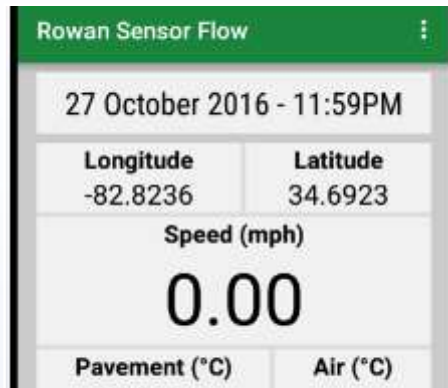 Rowan Sensor Flow
27 October 2016 - 11:59PM
Longitude Latitude
-82.8236 34.6923
Speed (mph)
0.00
Pavement (°C) Air (°C)